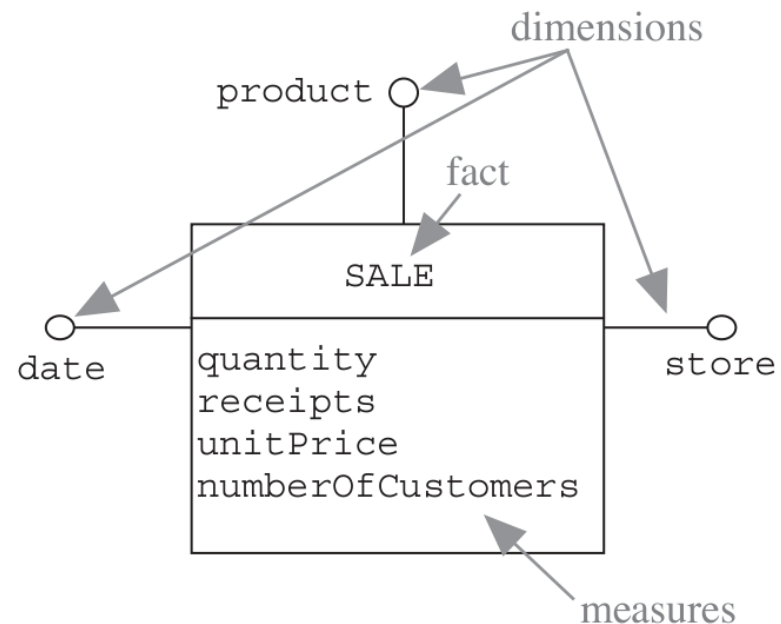 dimensions
product
fact
SALE
date
store
quantity
receipts
unitPrice
numberOfCustomers
measures